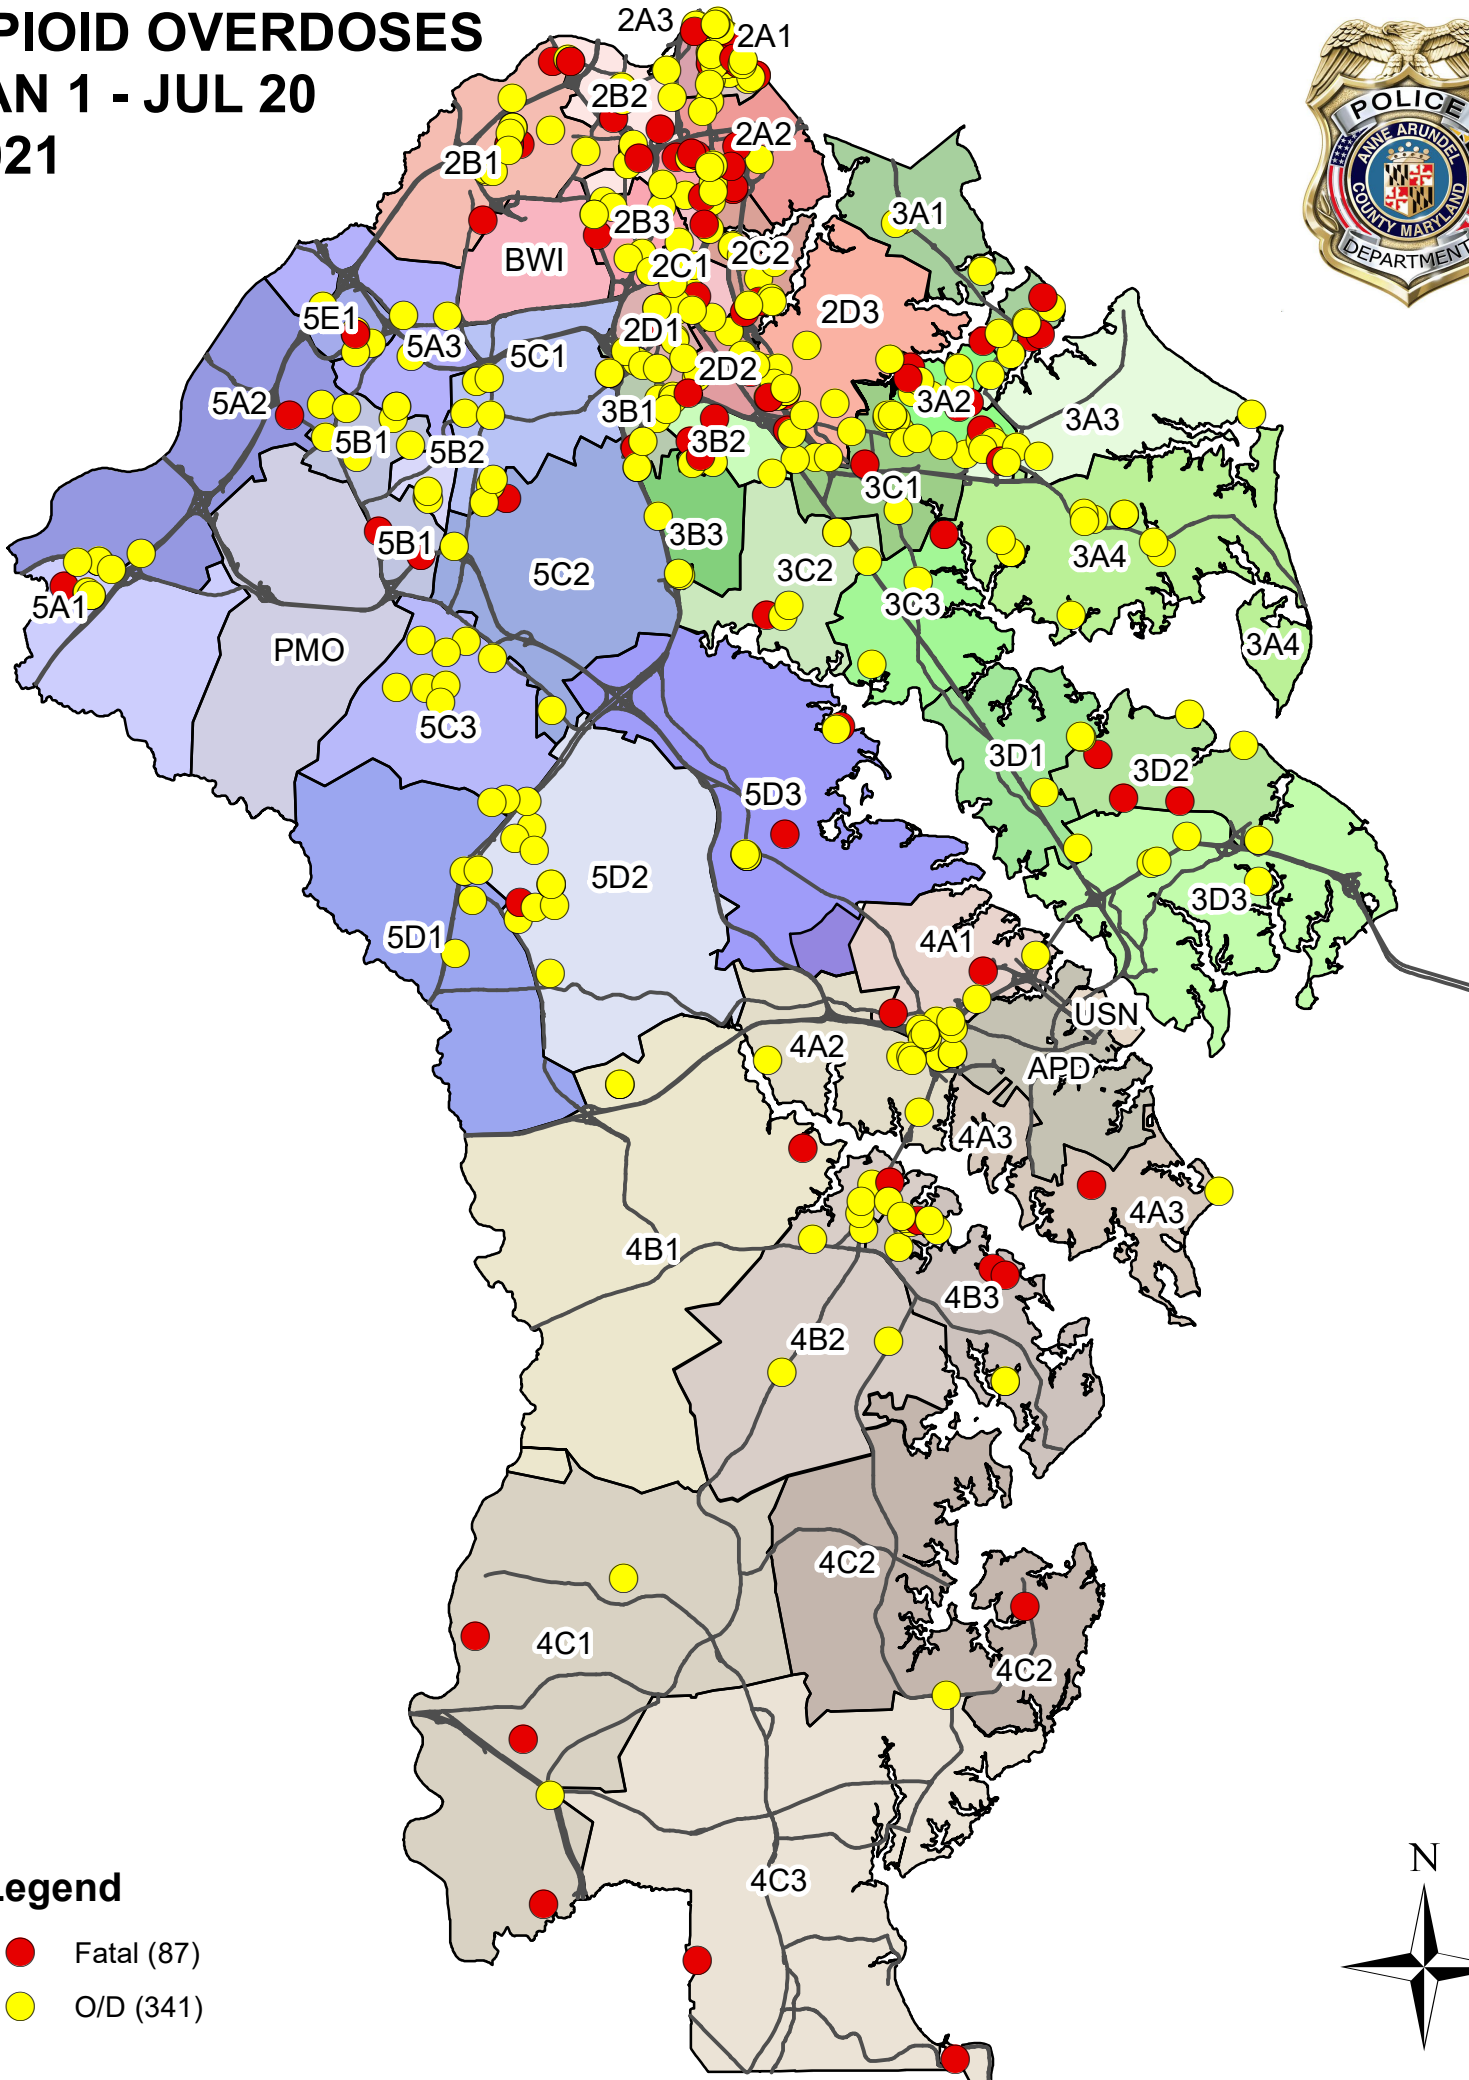 PIOID OVERDOSES
AN 1 - JUL 20
021
POLICE
ANNE ARUNDEL
COUNTY MARYLAND
DEPARTMENT
2A3
2A1
2B2
2A2
2B1
3A1
2B3
BWI
2C1
2C2
5E1
2D1
2D3
5A3
5C1
2D2
5A2
3A2
3B1
3A3
5B1
5B2
3B2
3C1
5B1
3B3
3A4
5C2
3C2
5A1
3C3
PMO
3A4
5C3
3D1
3D2
5D3
5D2
3D3
5D1
4A1
USN
4A2
APD
4A3
4A3
4B1
4B3
4B2
4C2
4C1
4C2
4C3
Legend
Fatal (87)
O/D (341)
N